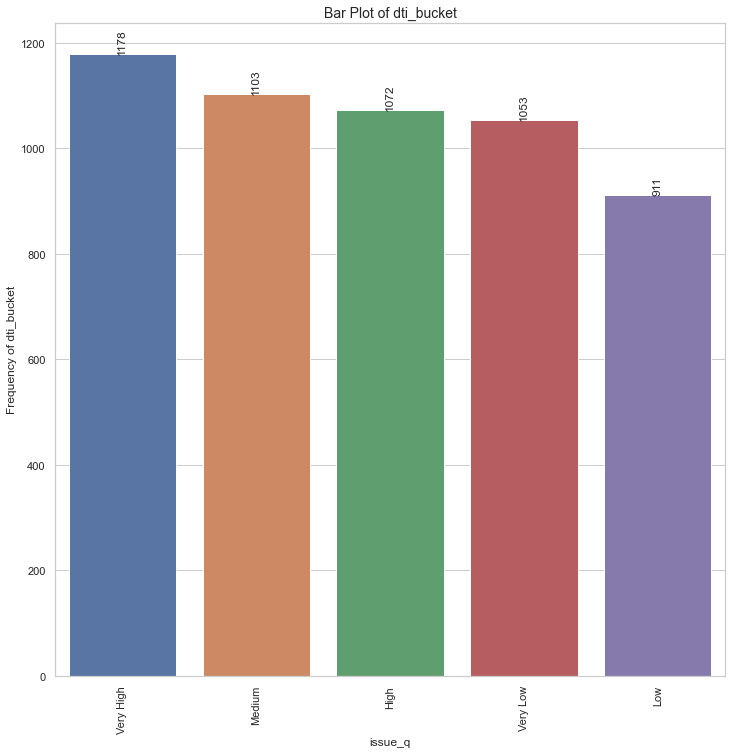 Bar Plot of dti_bucket
Frequency of dti_bucket
1200
1000
800
600
400
200
0
1178
1103
1072
1053
911
Very High
Medium
High
Very Low
Low
issue_q